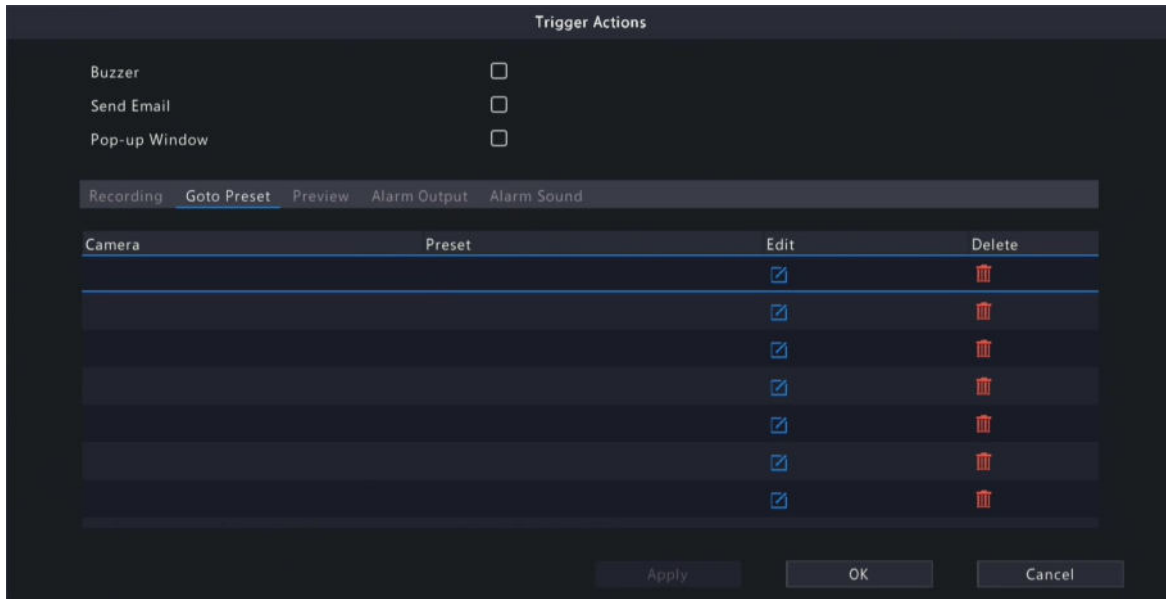 Trigger Actions
Buzzer
Send Email
Pop-up Window
Recording Goto Preset Preview Alarm Output Alarm Sound
Camera Preset Edit Delete
Apply OK Cancel